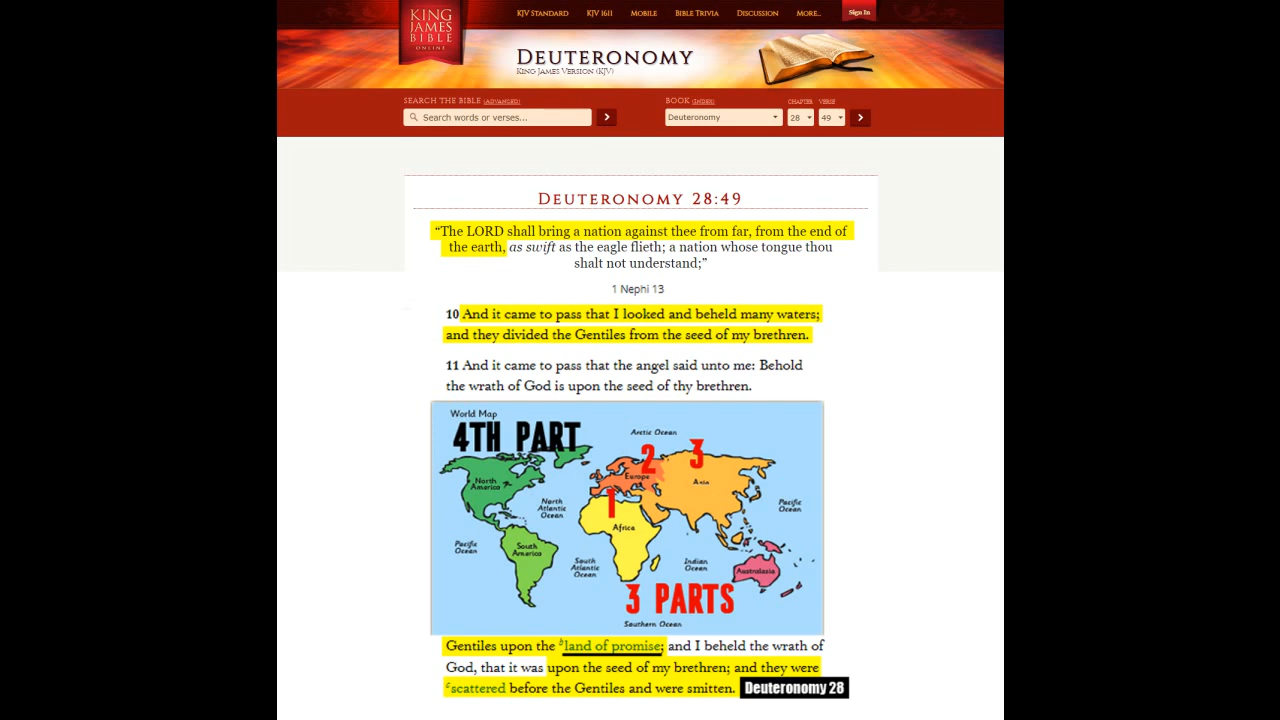 KING
JAMES
BIBLE
ONLINE
KJV STANDARD KJV 1611 MOBILE BIBLE TRIVIA DISCUSSION MORE... Sign In
DEUTERONOMY
KING JAMES VERSION (KJV)
SEARCH THE BIBLE (ADVANCED) BOOK (INDEX) CHAPTER VERSE
Search words or verses... Deuteronomy 28 49
DEUTERONOMY 28:49
“The LORD shall bring a nation against thee from far, from the end of
the earth, as swift as the eagle flieth; a nation whose tongue thou
shalt not understand;”
1 Nephi 13
10 And it came to pass that I looked and beheld many waters;
and they divided the Gentiles from the seed of my brethren.
11 And it came to pass that the angel said unto me: Behold
the wrath of God is upon the seed of thy brethren.
World Map
4TH PART
Arctic Ocean
2 3
North
America
Europe
Asia
1
North
Atlantic
Ocean
Pacific
Ocean
Africa
Pacific
Ocean
South
America
South
Atlantic
Ocean
Indian
Ocean
Australasia
3 PARTS
Southern Ocean
Gentiles upon the b land of promise; and I beheld the wrath of
God, that it was upon the seed of my brethren; and they were
c scattered before the Gentiles and were smitten. Deuteronomy 28